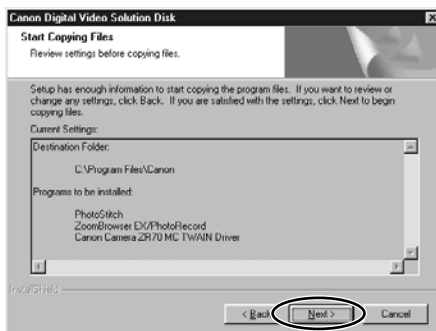 Canon Digital Video Solution Disk
Start Copying Files
Review settings before copying files.
Setup has enough information to start copying the program files. If you want to review or
change any settings, click Back. If you are satisfied with the settings, click Next to begin
copying files.
Current Settings:
Destination Folder:
C:\Program Files\Canon
Programs to be installed:
PhotoStitch
ZoomBrowser EX/PhotoRecord
Canon Camera ZR70 MC TWAIN Driver
InstallShield
< Back Next > Cancel